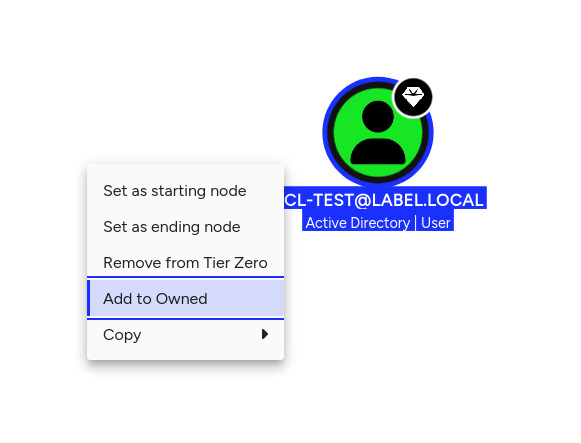 CL-TEST@LABEL.LOCAL
Active Directory | User
Set as starting node
Set as ending node
Remove from Tier Zero
Add to Owned
Copy